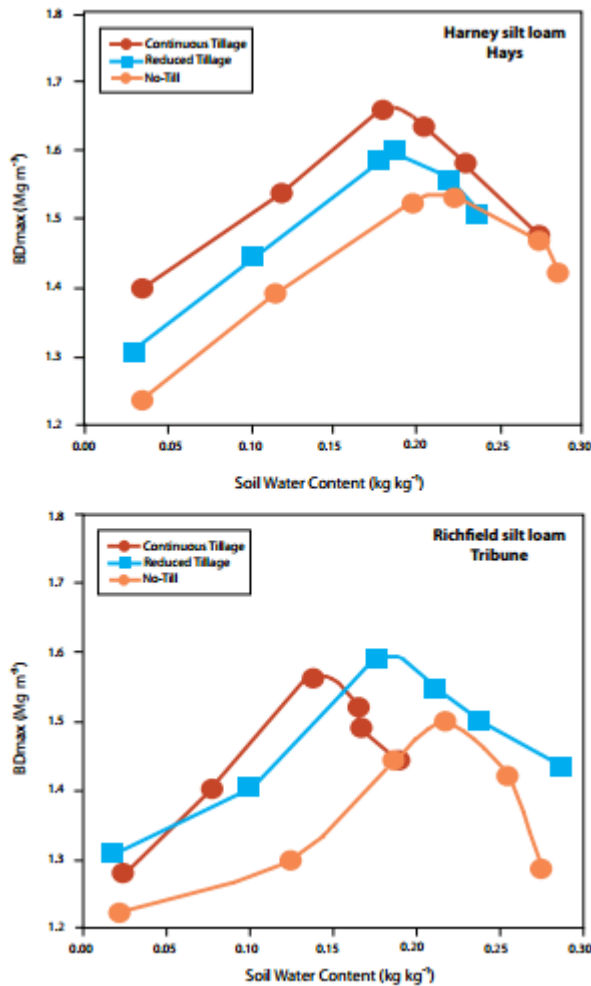 1.8
1.7
1.6
1.5
1.4
1.3
1.2
BDmax (Mg m⁻³)
Continuous Tillage
Reduced Tillage
No-Till
Harney silt loam
Hays
0.00 0.05 0.10 0.15 0.20 0.25 0.30
Soil Water Content (kg kg⁻¹)
1.8
1.7
1.6
1.5
1.4
1.3
1.2
BDmax (Mg m⁻³)
Continuous Tillage
Reduced Tillage
No-Till
Richfield silt loam
Tribune
0.00 0.05 0.10 0.15 0.20 0.25 0.30
Soil Water Content (kg kg⁻¹)